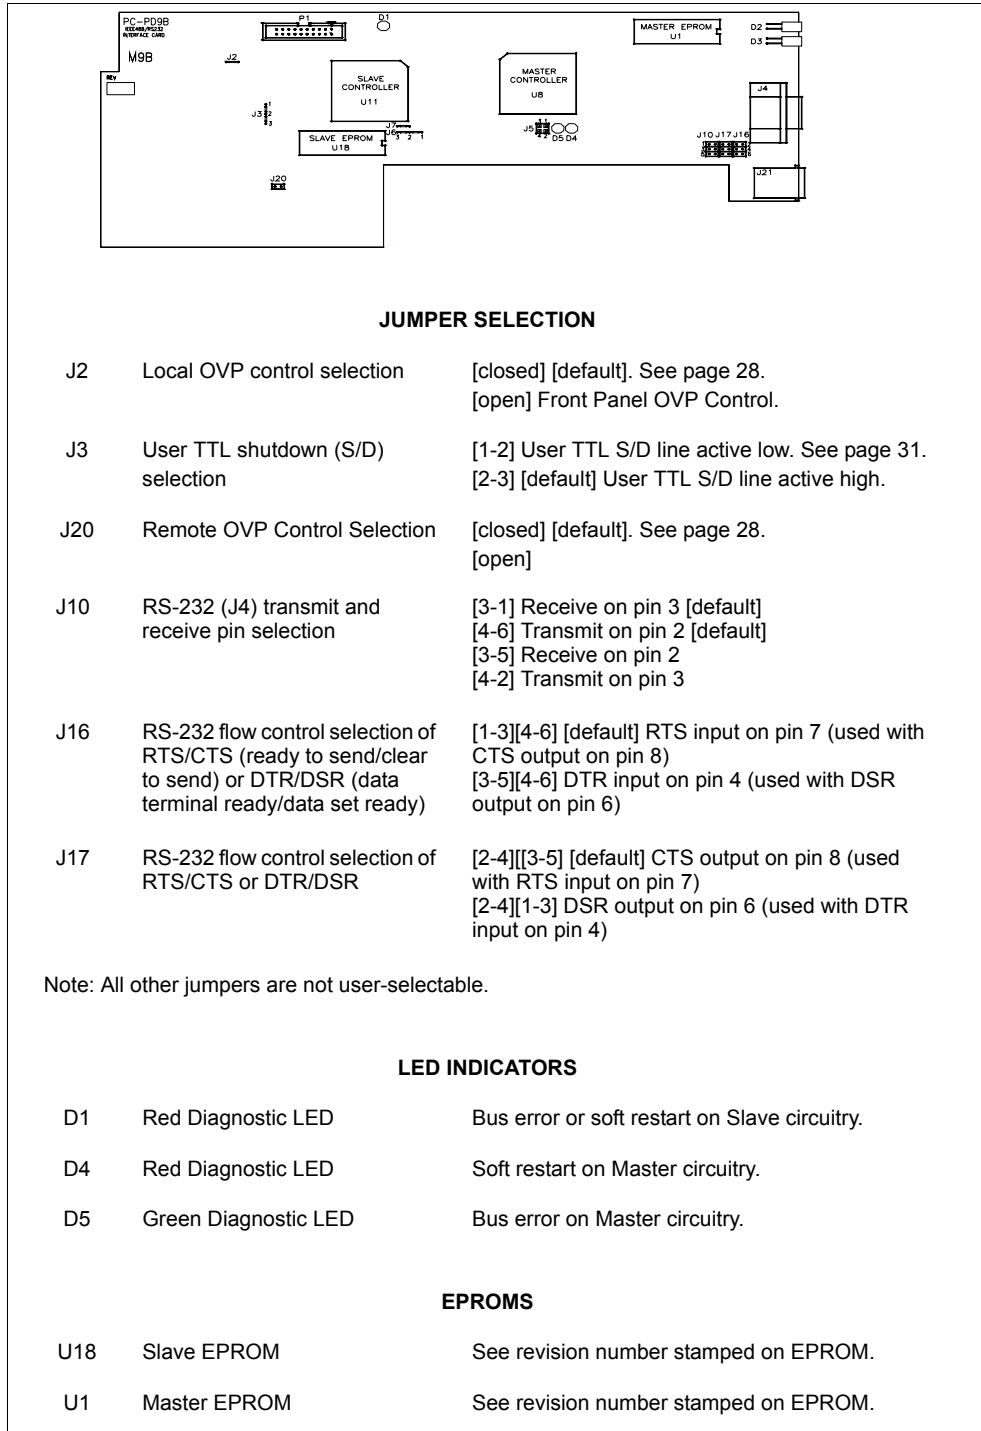 PC-PD9B
IEEE488/RS232
INTERFACE CARD
M9B
REV
P1
D1
J2
J3
1
2
3
SLAVE
CONTROLLER
U11
J7
J6
3 2 1
SLAVE EPROM
U18
J20
MASTER
CONTROLLER
U8
J5
D5 D4
MASTER EPROM
U1
D2
D3
J4
J10 J17 J16
J21
JUMPER SELECTION
J2 Local OVP control selection [closed] [default]. See page 28.
[open] Front Panel OVP Control.
J3 User TTL shutdown (S/D) [1-2] User TTL S/D line active low. See page 31.
selection [2-3] [default] User TTL S/D line active high.
J20 Remote OVP Control Selection [closed] [default]. See page 28.
[open]
J10 RS-232 (J4) transmit and [3-1] Receive on pin 3 [default]
receive pin selection [4-6] Transmit on pin 2 [default]
[3-5] Receive on pin 2
[4-2] Transmit on pin 3
J16 RS-232 flow control selection of [1-3][4-6] [default] RTS input on pin 7 (used with
RTS/CTS (ready to send/clear CTS output on pin 8)
to send) or DTR/DSR (data [3-5][4-6] DTR input on pin 4 (used with DSR
terminal ready/data set ready) output on pin 6)
J17 RS-232 flow control selection of [2-4][[3-5] [default] CTS output on pin 8 (used
RTS/CTS or DTR/DSR with RTS input on pin 7)
[2-4][1-3] DSR output on pin 6 (used with DTR
input on pin 4)
Note: All other jumpers are not user-selectable.
LED INDICATORS
D1 Red Diagnostic LED Bus error or soft restart on Slave circuitry.
D4 Red Diagnostic LED Soft restart on Master circuitry.
D5 Green Diagnostic LED Bus error on Master circuitry.
EPROMS
U18 Slave EPROM See revision number stamped on EPROM.
U1 Master EPROM See revision number stamped on EPROM.